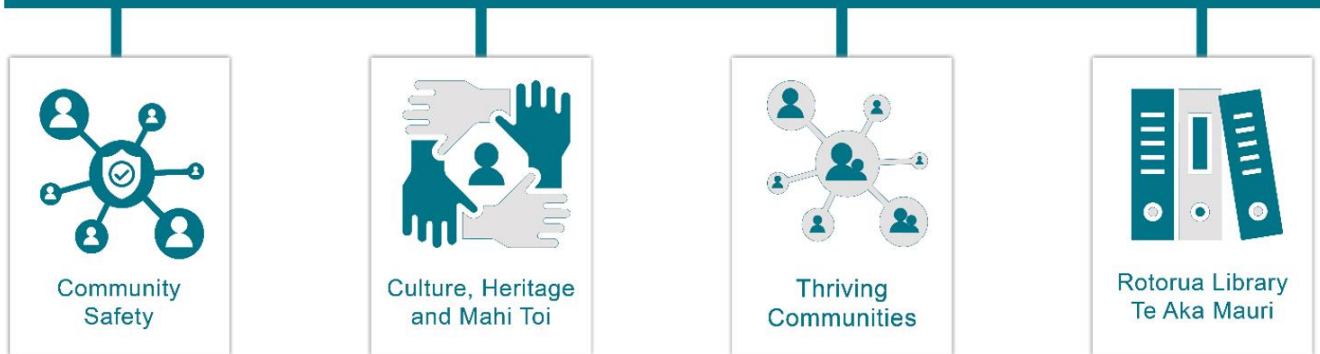 Community
Safety
Culture, Heritage
and Mahi Toi
Thriving
Communities
Rotorua Library
Te Aka Mauri